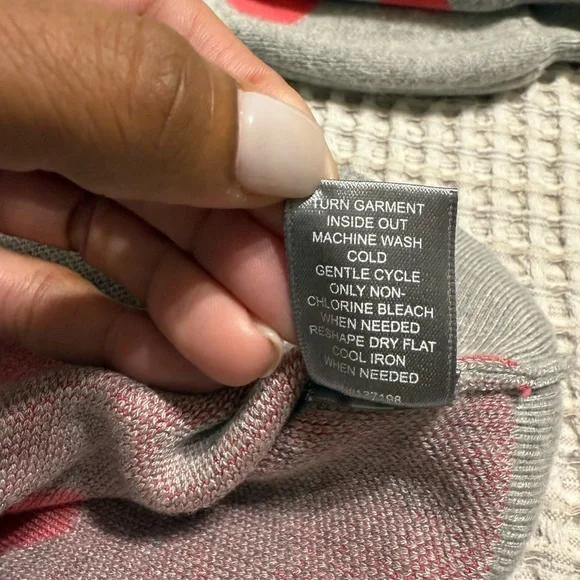 TURN GARMENT
INSIDE OUT
MACHINE WASH
COLD
GENTLE CYCLE
ONLY NON-
CHLORINE BLEACH
WHEN NEEDED
RESHAPE DRY FLAT
COOL IRON
WHEN NEEDED